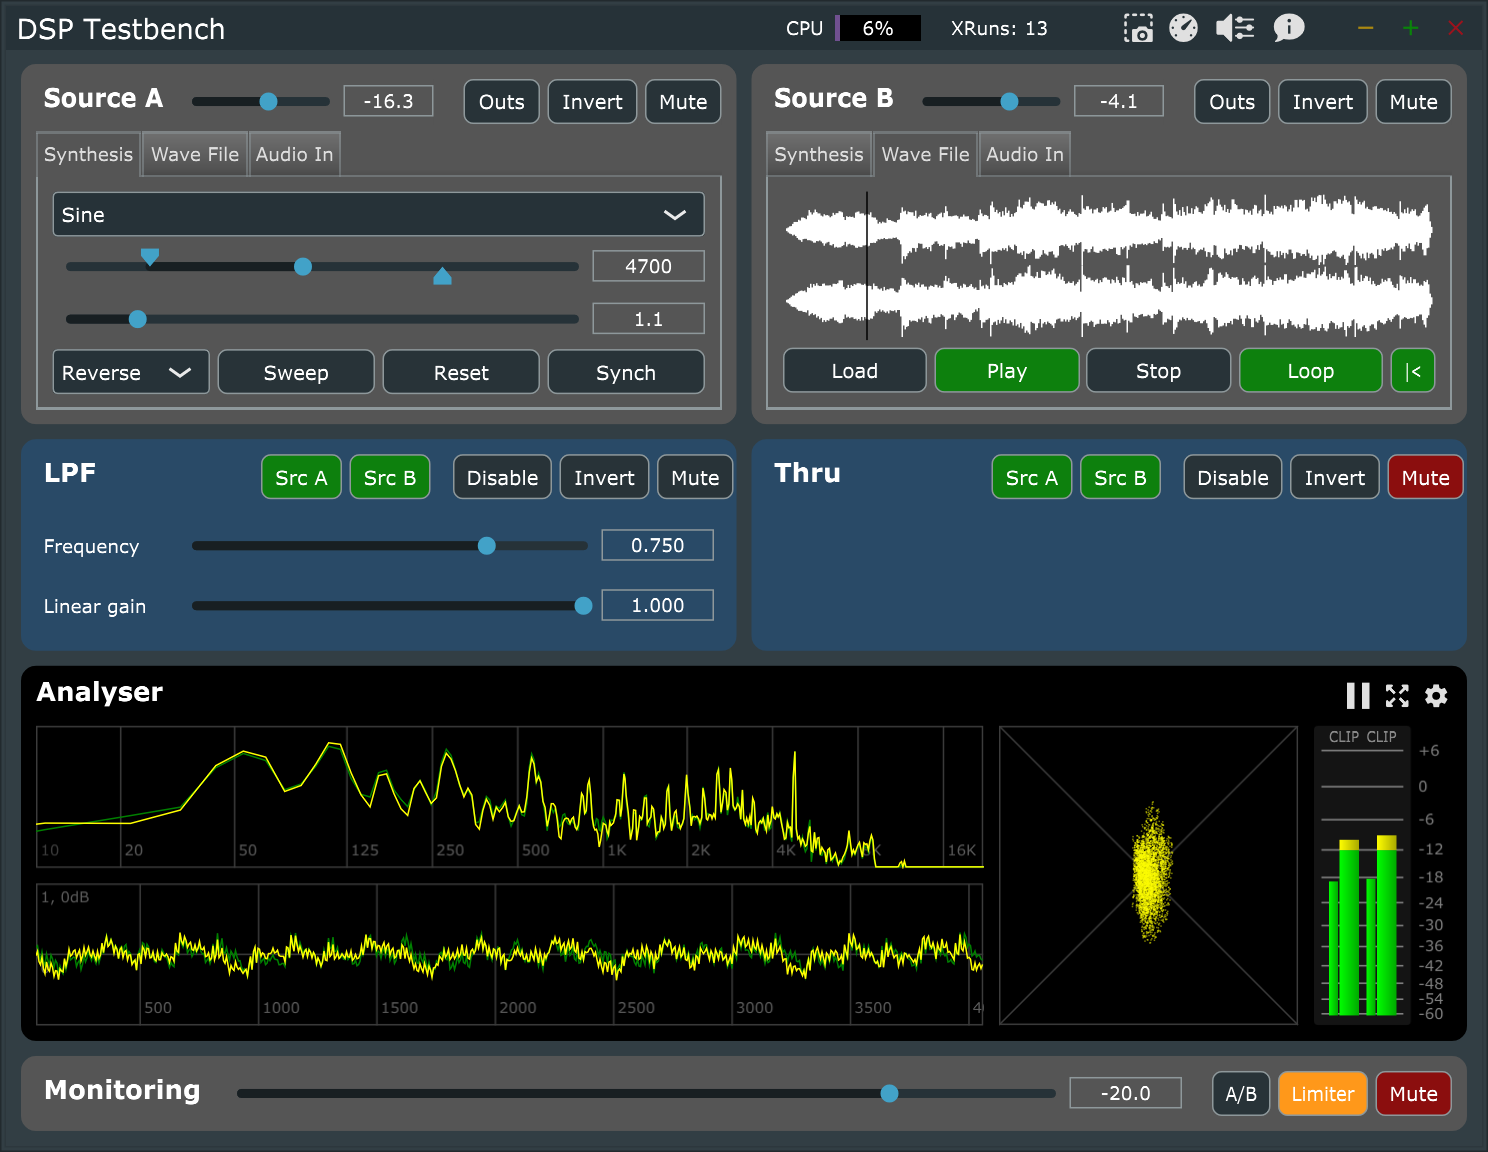 DSP Testbench CPU 6% XRuns: 13
Source A -16.3 Outs Invert Mute
Synthesis Wave File Audio In
Sine
4700
1.1
Reverse Sweep Reset Synch
Source B -4.1 Outs Invert Mute
Synthesis Wave File Audio In
Load Play Stop Loop |<
LPF Src A Src B Disable Invert Mute
Frequency 0.750
Linear gain 1.000
Thru Src A Src B Disable Invert Mute
Analyser
10 20 50 125 250 500 1K 2K 4K 16K
1, 0dB
500 1000 1500 2000 2500 3000 3500
CLIP CLIP
+6
0
-6
-12
-18
-24
-30
-36
-42
-48
-54
-60
Monitoring -20.0 A/B Limiter Mute